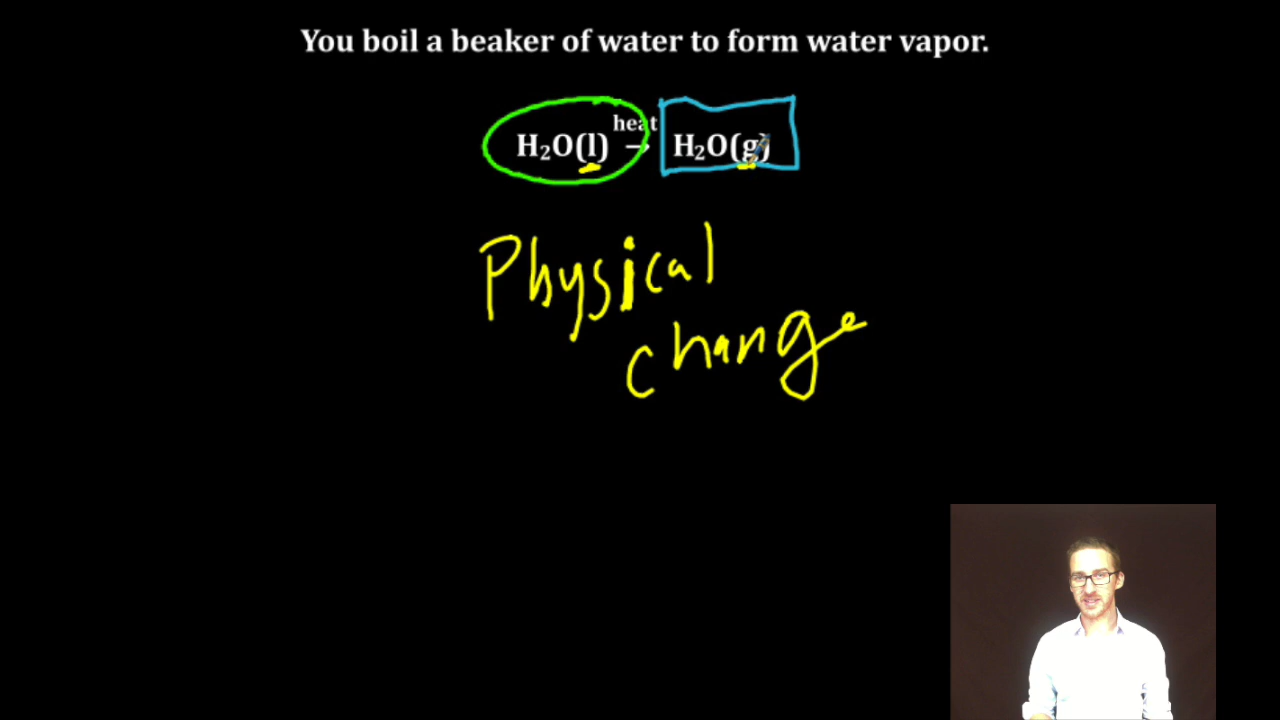 You boil a beaker of water to form water vapor.
H₂O(l) heat → H₂O(g)
Physical
change